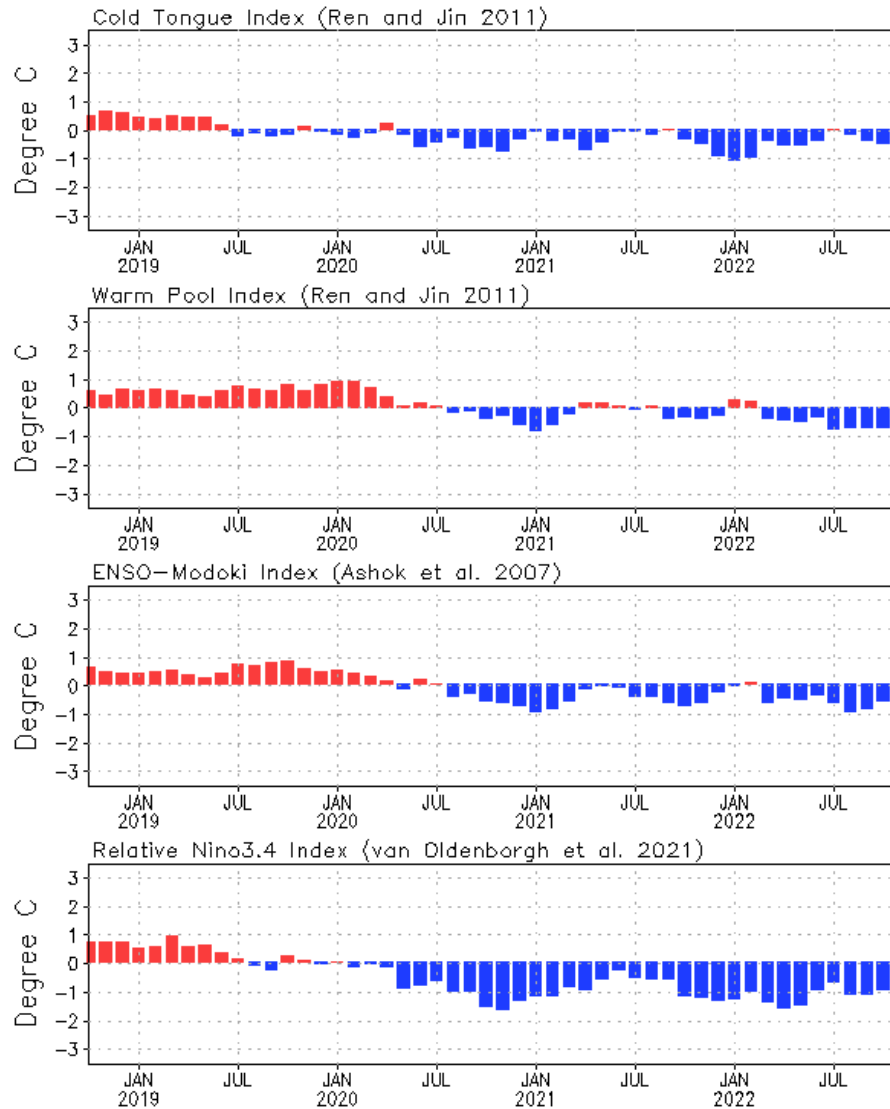 Cold Tongue Index (Ren and Jin 2011)
Degree C
3
2
1
0
−1
−2
−3
JAN JUL JAN JUL JAN JUL JAN JUL
2019 2020 2021 2022
Warm Pool Index (Ren and Jin 2011)
Degree C
3
2
1
0
−1
−2
−3
JAN JUL JAN JUL JAN JUL JAN JUL
2019 2020 2021 2022
ENSO−Modoki Index (Ashok et al. 2007)
Degree C
3
2
1
0
−1
−2
−3
JAN JUL JAN JUL JAN JUL JAN JUL
2019 2020 2021 2022
Relative Nino3.4 Index (van Oldenborgh et al. 2021)
Degree C
3
2
1
0
−1
−2
−3
JAN JUL JAN JUL JAN JUL JAN JUL
2019 2020 2021 2022